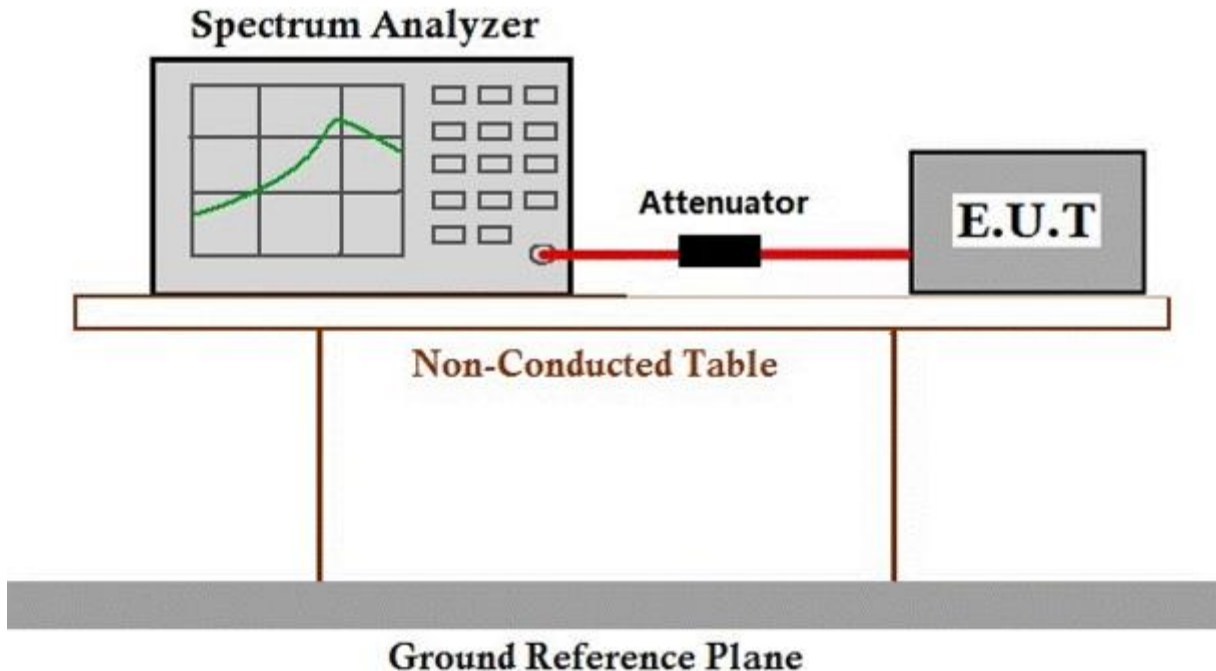 Spectrum Analyzer
Attenuator
E.U.T
Non-Conducted Table
Ground Reference Plane